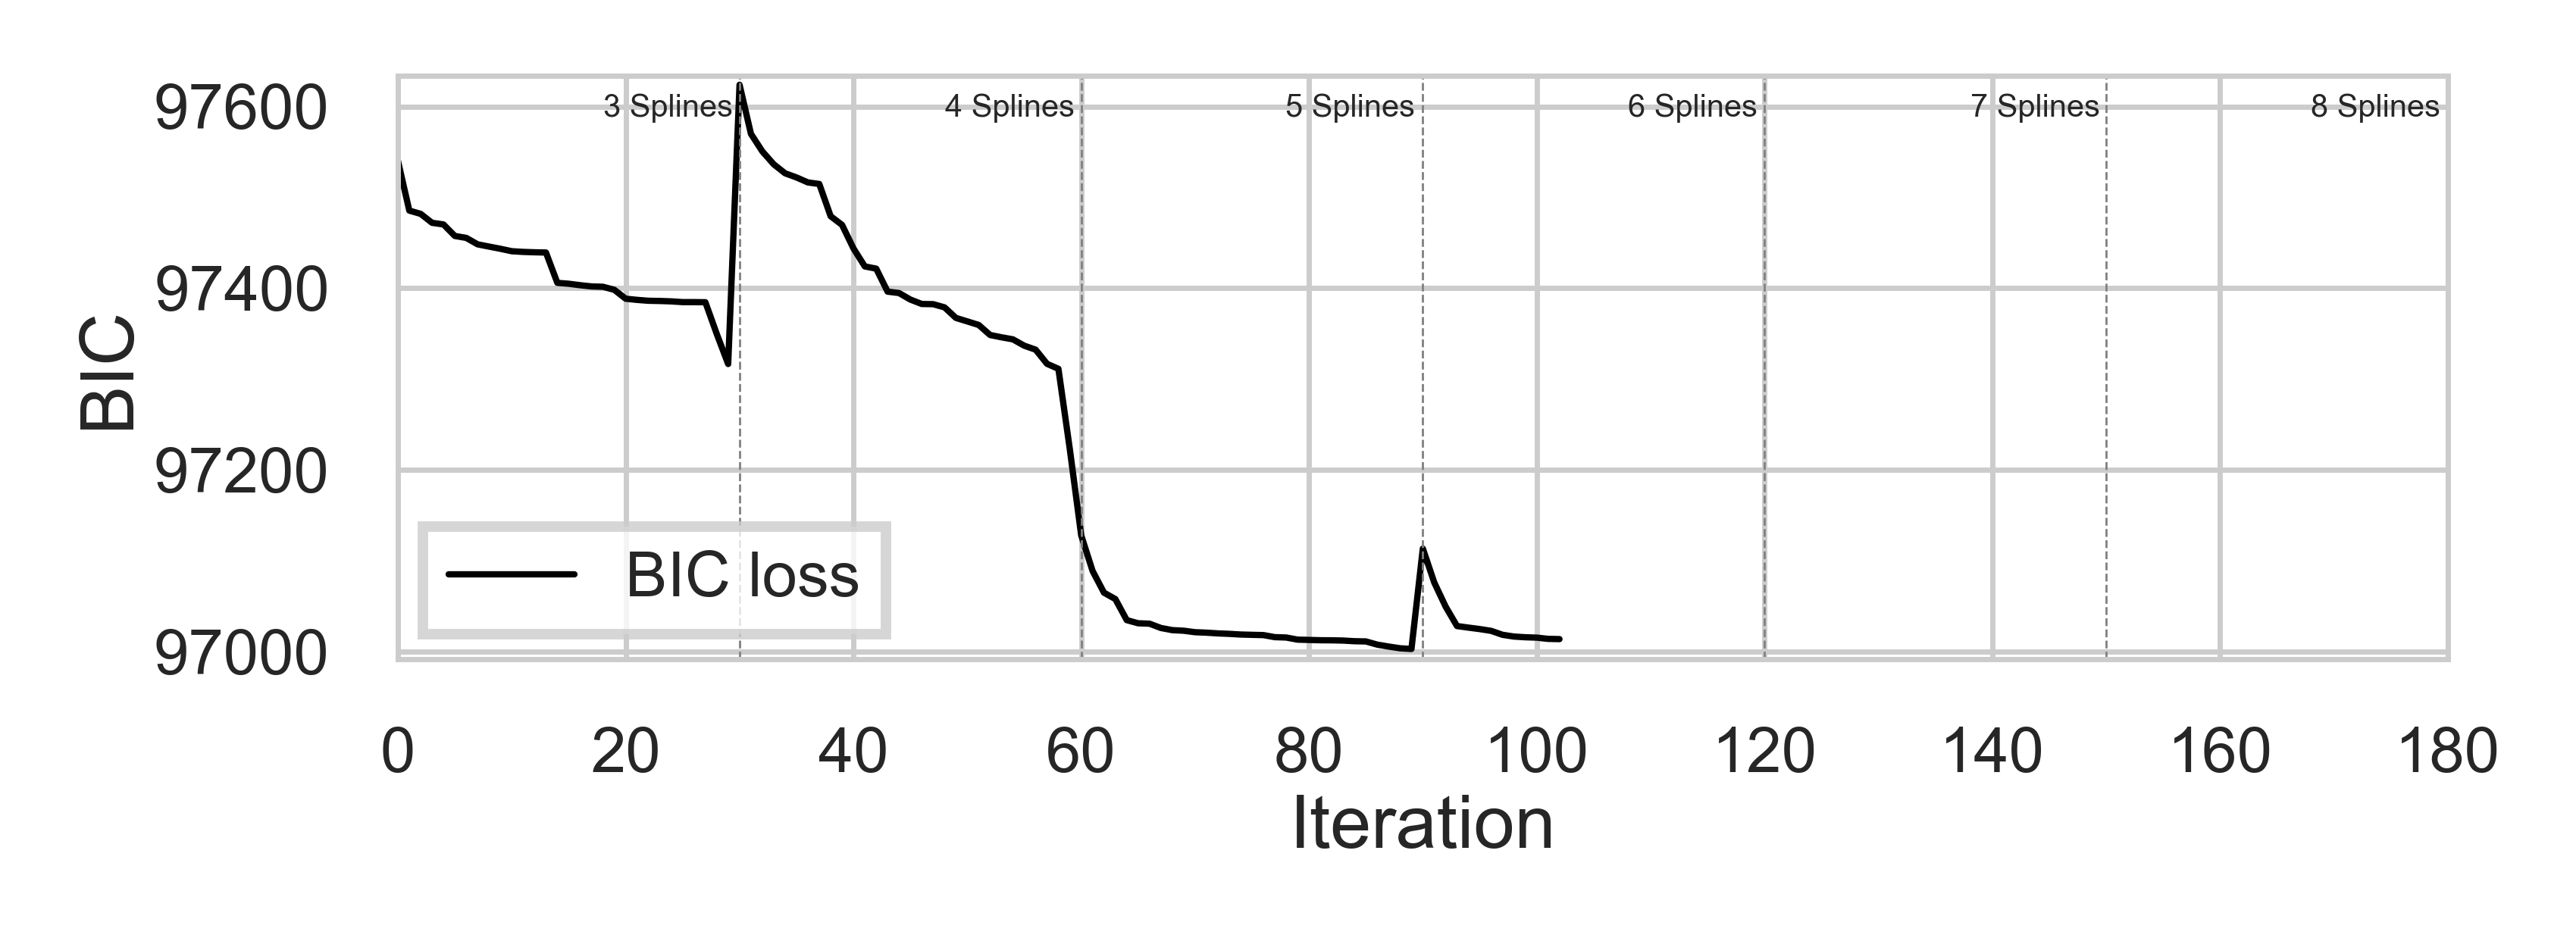 97600
97400
97200
97000
BIC
3 Splines
4 Splines
5 Splines
6 Splines
7 Splines
8 Splines
BIC loss
0 20 40 60 80 100 120 140 160 180
Iteration